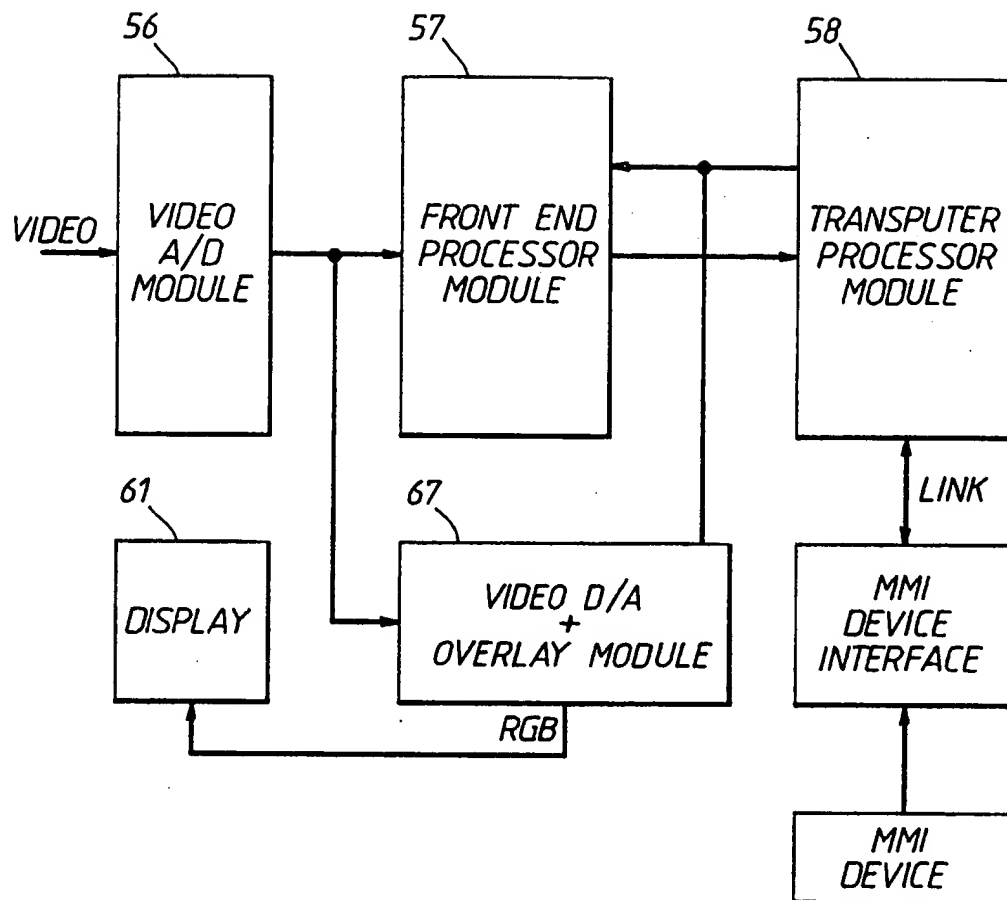 56
57
58
VIDEO
VIDEO
A/D
MODULE
FRONT END
PROCESSOR
MODULE
TRANSPUTER
PROCESSOR
MODULE
LINK
61
67
DISPLAY
VIDEO D/A
+
OVERLAY MODULE
MMI
DEVICE
INTERFACE
RGB
MMI
DEVICE